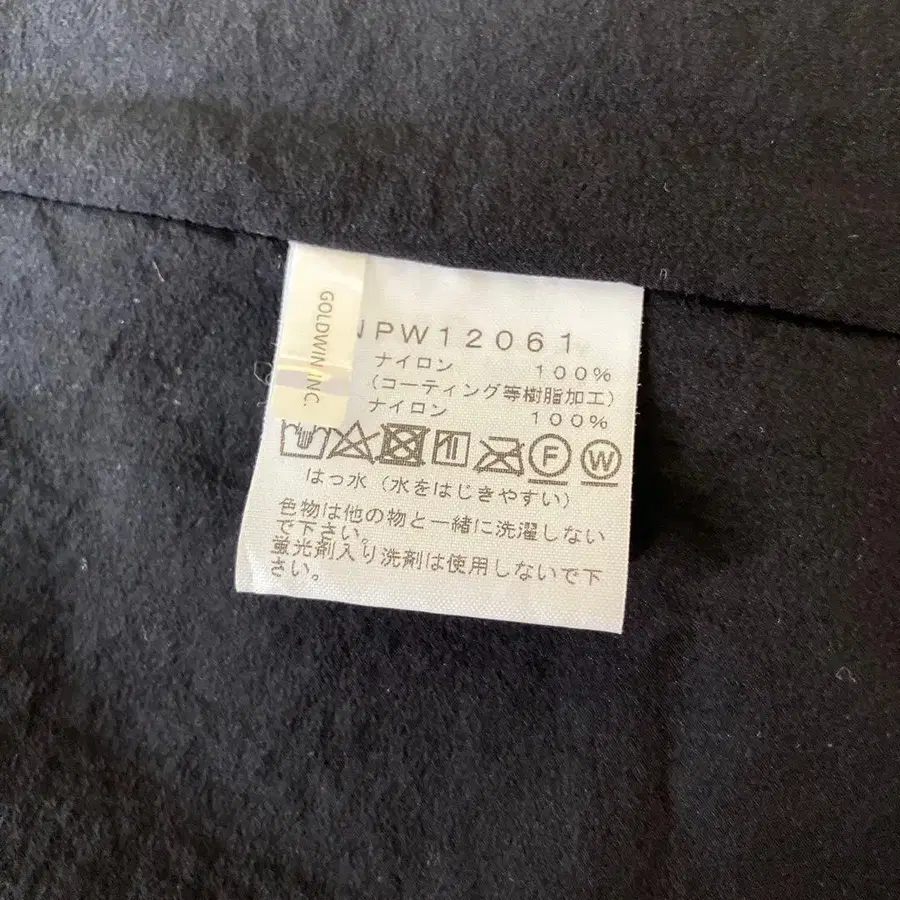 GOLDWIN INC.
NPW12061
ナイロン 100%
(コーティング等樹脂加工)
ナイロン 100%
F W
はっ水(水をはじきやすい)
色物は他の物と一緒に洗濯しない
で下さい。
蛍光剤入り洗剤は使用しないで下
さい。